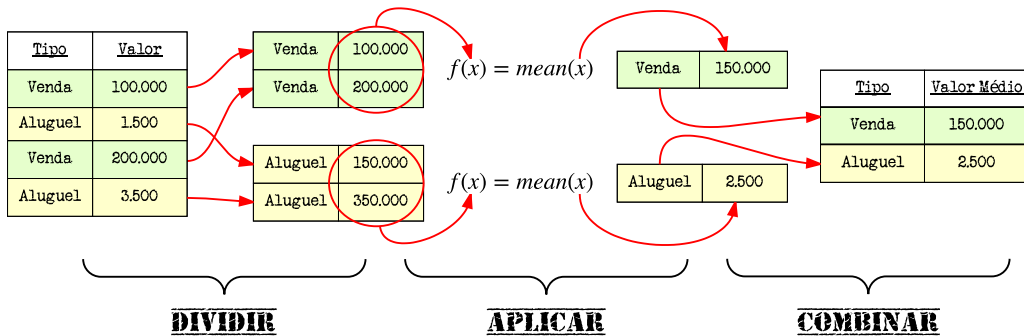 Tipo Valor
Venda 100.000
Aluguel 1.500
Venda 200.000
Aluguel 3.500
Venda 100.000
Venda 200.000
Aluguel 150.000
Aluguel 350.000
f(x) = mean(x)
f(x) = mean(x)
Venda 150.000
Aluguel 2.500
Tipo Valor Médio
Venda 150.000
Aluguel 2.500
DIVIDIR
APLICAR
COMBINAR